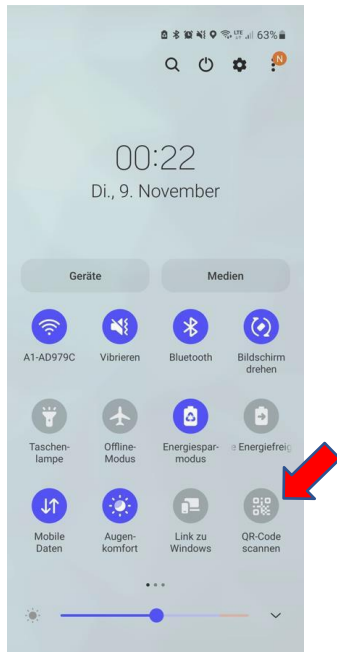 LTE 63%
N
00:22
Di., 9. November
Geräte Medien
A1-AD979C Vibrieren Bluetooth Bildschirm
drehen
Taschen-
lampe
Offline-
Modus
Energiespar-
modus
Energiefreig
Mobile
Daten
Augen-
komfort
Link zu
Windows
QR-Code
scannen